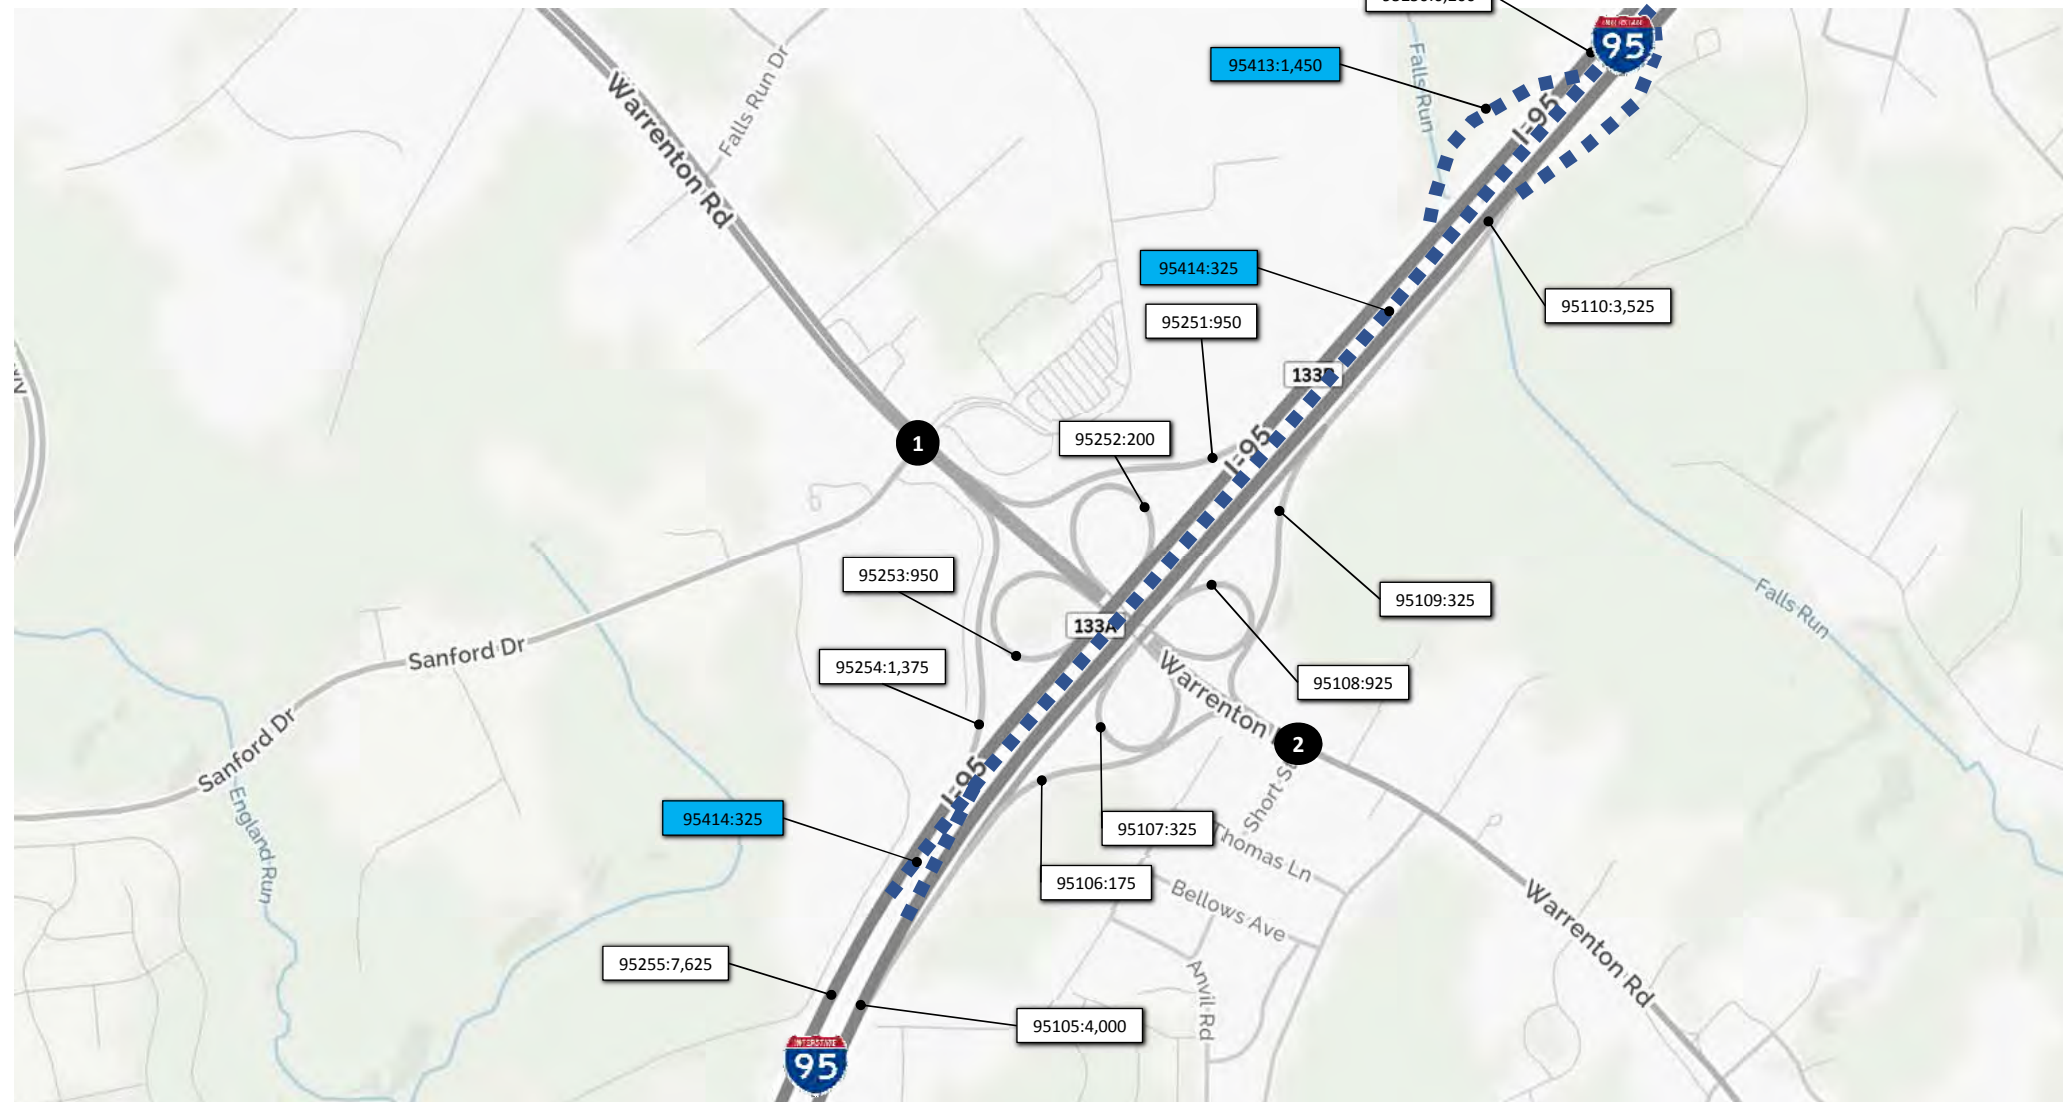 95
Falls Run Dr
Warrenton Rd
95413:1,450
Falls Run
I-95
95414:325
95251:950
95110:3,525
133B
1
95252:200
I-95
95253:950
95109:325
133A
Falls Run
Sanford Dr
95254:1,375
95108:925
Warrenton
2
Sanford Dr
I-95
Short St
England Run
95414:325
95107:325
Thomas Ln
95106:175
Bellows Ave
Warrenton Rd
95255:7,625
Anvil Rd
95105:4,000
INTERSTATE
95